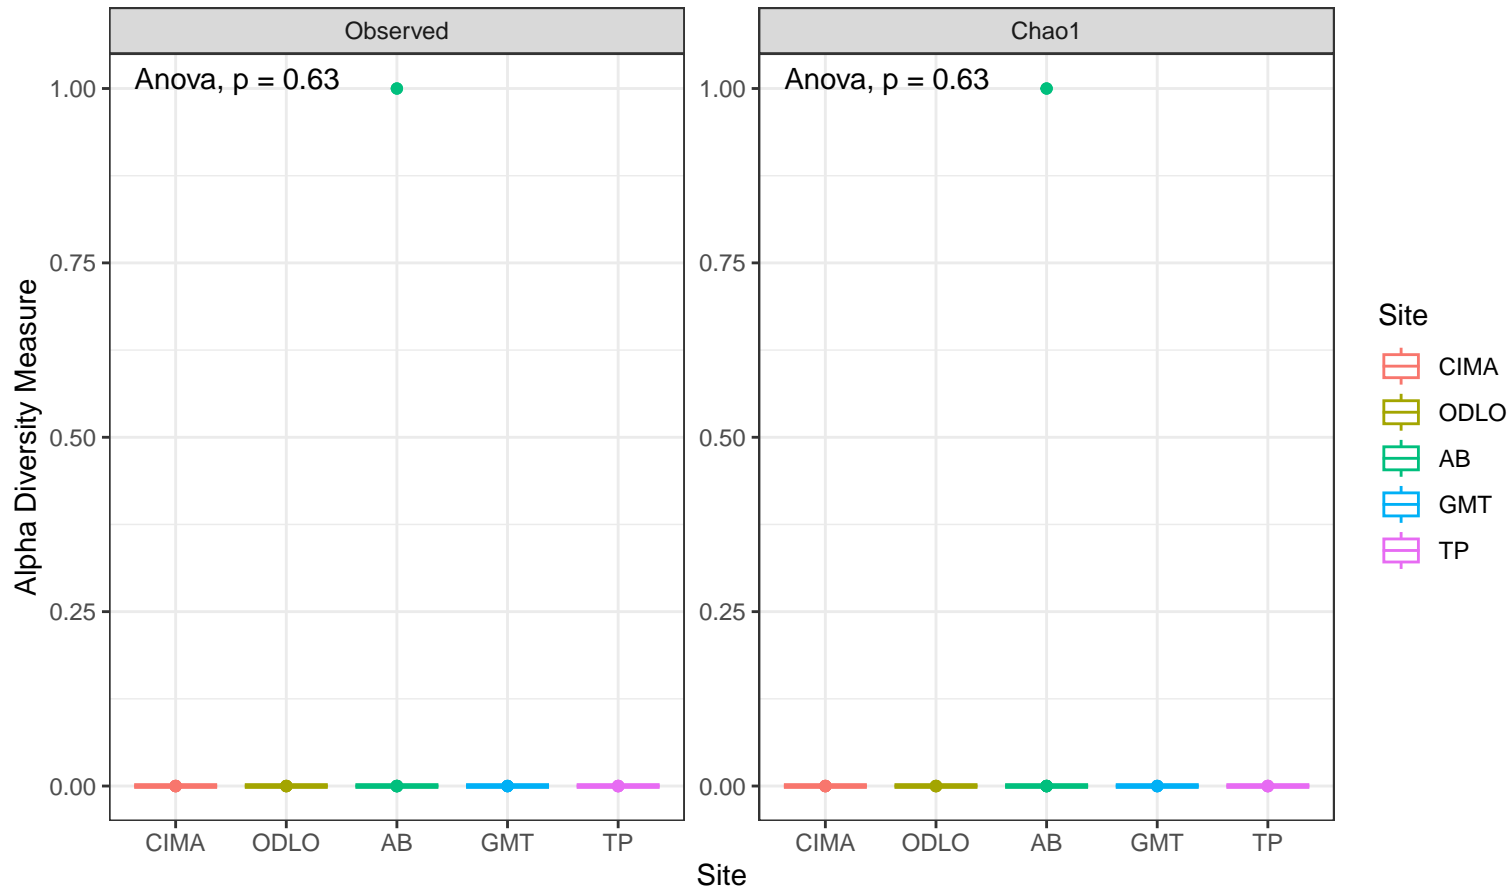 Observed
Chao1
Anova, p = 0.63
Anova, p = 0.63
1.00
0.75
0.50
0.25
0.00
1.00
0.75
0.50
0.25
0.00
Alpha Diversity Measure
CIMA ODLO AB GMT TP
CIMA ODLO AB GMT TP
Site
Site
CIMA
ODLO
AB
GMT
TP